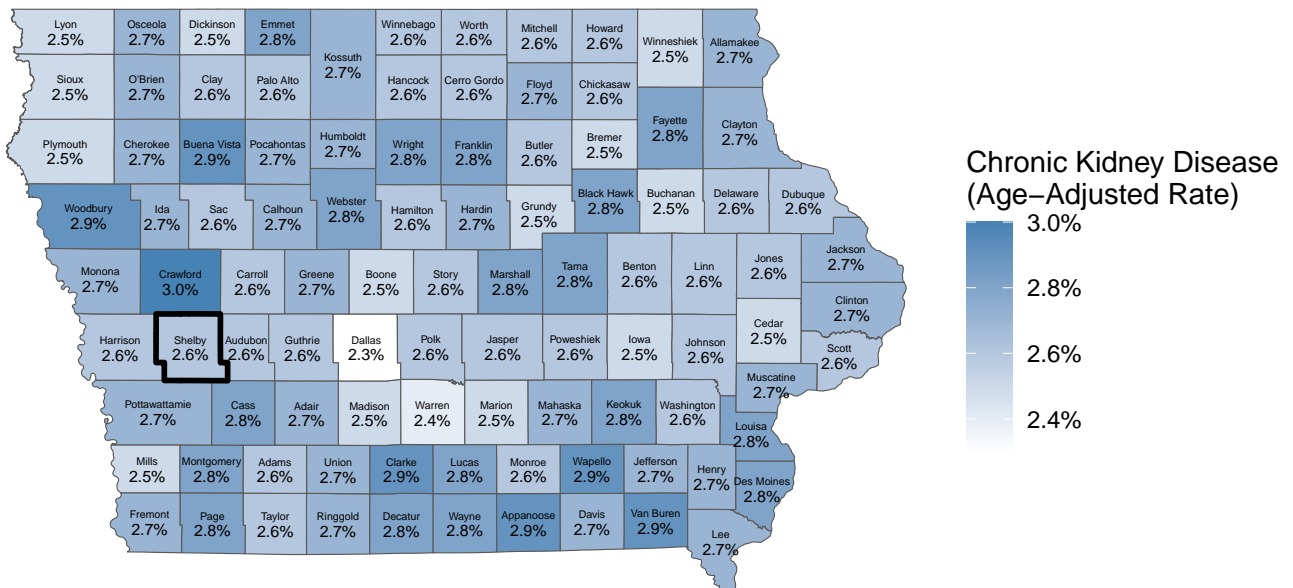 Lyon Osceola Dickinson Emmet Winnebago Worth Mitchell Howard Winneshiek Allamakee
2.5% 2.7% 2.5% 2.8% 2.6% 2.6% 2.6% 2.6% 2.5% 2.7%
Kossuth
2.7%
Sioux O'Brien Clay Palo Alto Hancock Cerro Gordo Floyd Chickasaw
2.5% 2.7% 2.6% 2.6% 2.6% 2.6% 2.7% 2.6%
Fayette Clayton
2.8% 2.7%
Plymouth Cherokee Buena Vista Pocahontas Humboldt Wright Franklin Butler Bremer
2.5% 2.7% 2.9% 2.7% 2.7% 2.8% 2.8% 2.6% 2.5%
Woodbury Ida Sac Calhoun Webster Hamilton Hardin Grundy Black Hawk Buchanan Delaware Dubuque
2.9% 2.7% 2.6% 2.7% 2.8% 2.6% 2.7% 2.5% 2.8% 2.5% 2.6% 2.6%
Monona Crawford Carroll Greene Boone Story Marshall Tama Benton Linn Jones Jackson
2.7% 3.0% 2.6% 2.7% 2.5% 2.6% 2.8% 2.8% 2.6% 2.6% 2.6% 2.7%
Clinton
2.7%
Harrison Shelby Audubon Guthrie Dallas Polk Jasper Poweshiek Iowa Johnson Cedar Scott
2.6% 2.6% 2.6% 2.6% 2.3% 2.6% 2.6% 2.6% 2.5% 2.6% 2.5% 2.6%
Muscatine
2.7%
Pottawattamie Cass Adair Madison Warren Marion Mahaska Keokuk Washington Louisa
2.7% 2.8% 2.7% 2.5% 2.4% 2.5% 2.7% 2.8% 2.6% 2.8%
Mills Montgomery Adams Union Clarke Lucas Monroe Wapello Jefferson Henry Des Moines
2.5% 2.8% 2.6% 2.7% 2.9% 2.8% 2.6% 2.9% 2.7% 2.7% 2.8%
Fremont Page Taylor Ringgold Decatur Wayne Appanoose Davis Van Buren Lee
2.7% 2.8% 2.6% 2.7% 2.8% 2.8% 2.9% 2.7% 2.9% 2.7%
Chronic Kidney Disease
(Age−Adjusted Rate)
3.0%
2.8%
2.6%
2.4%